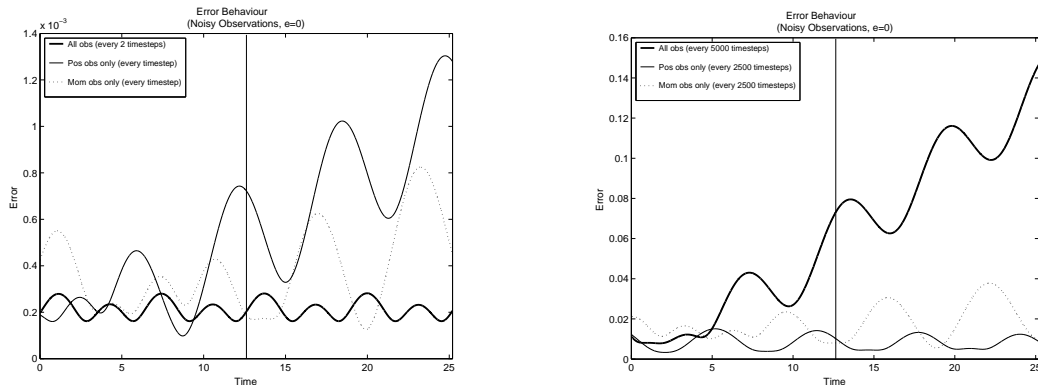 Error Behaviour
(Noisy Observations, e=0)
x 10⁻³
1.4
1.2
1
0.8
0.6
0.4
0.2
0
Error
All obs (every 2 timesteps)
Pos obs only (every timestep)
Mom obs only (every timestep)
0 5 10 15 20 25
Time
Error Behaviour
(Noisy Observations, e=0)
0.16
0.14
0.12
0.1
0.08
0.06
0.04
0.02
0
Error
All obs (every 5000 timesteps)
Pos obs only (every 2500 timesteps)
Mom obs only (every 2500 timesteps)
0 5 10 15 20 25
Time